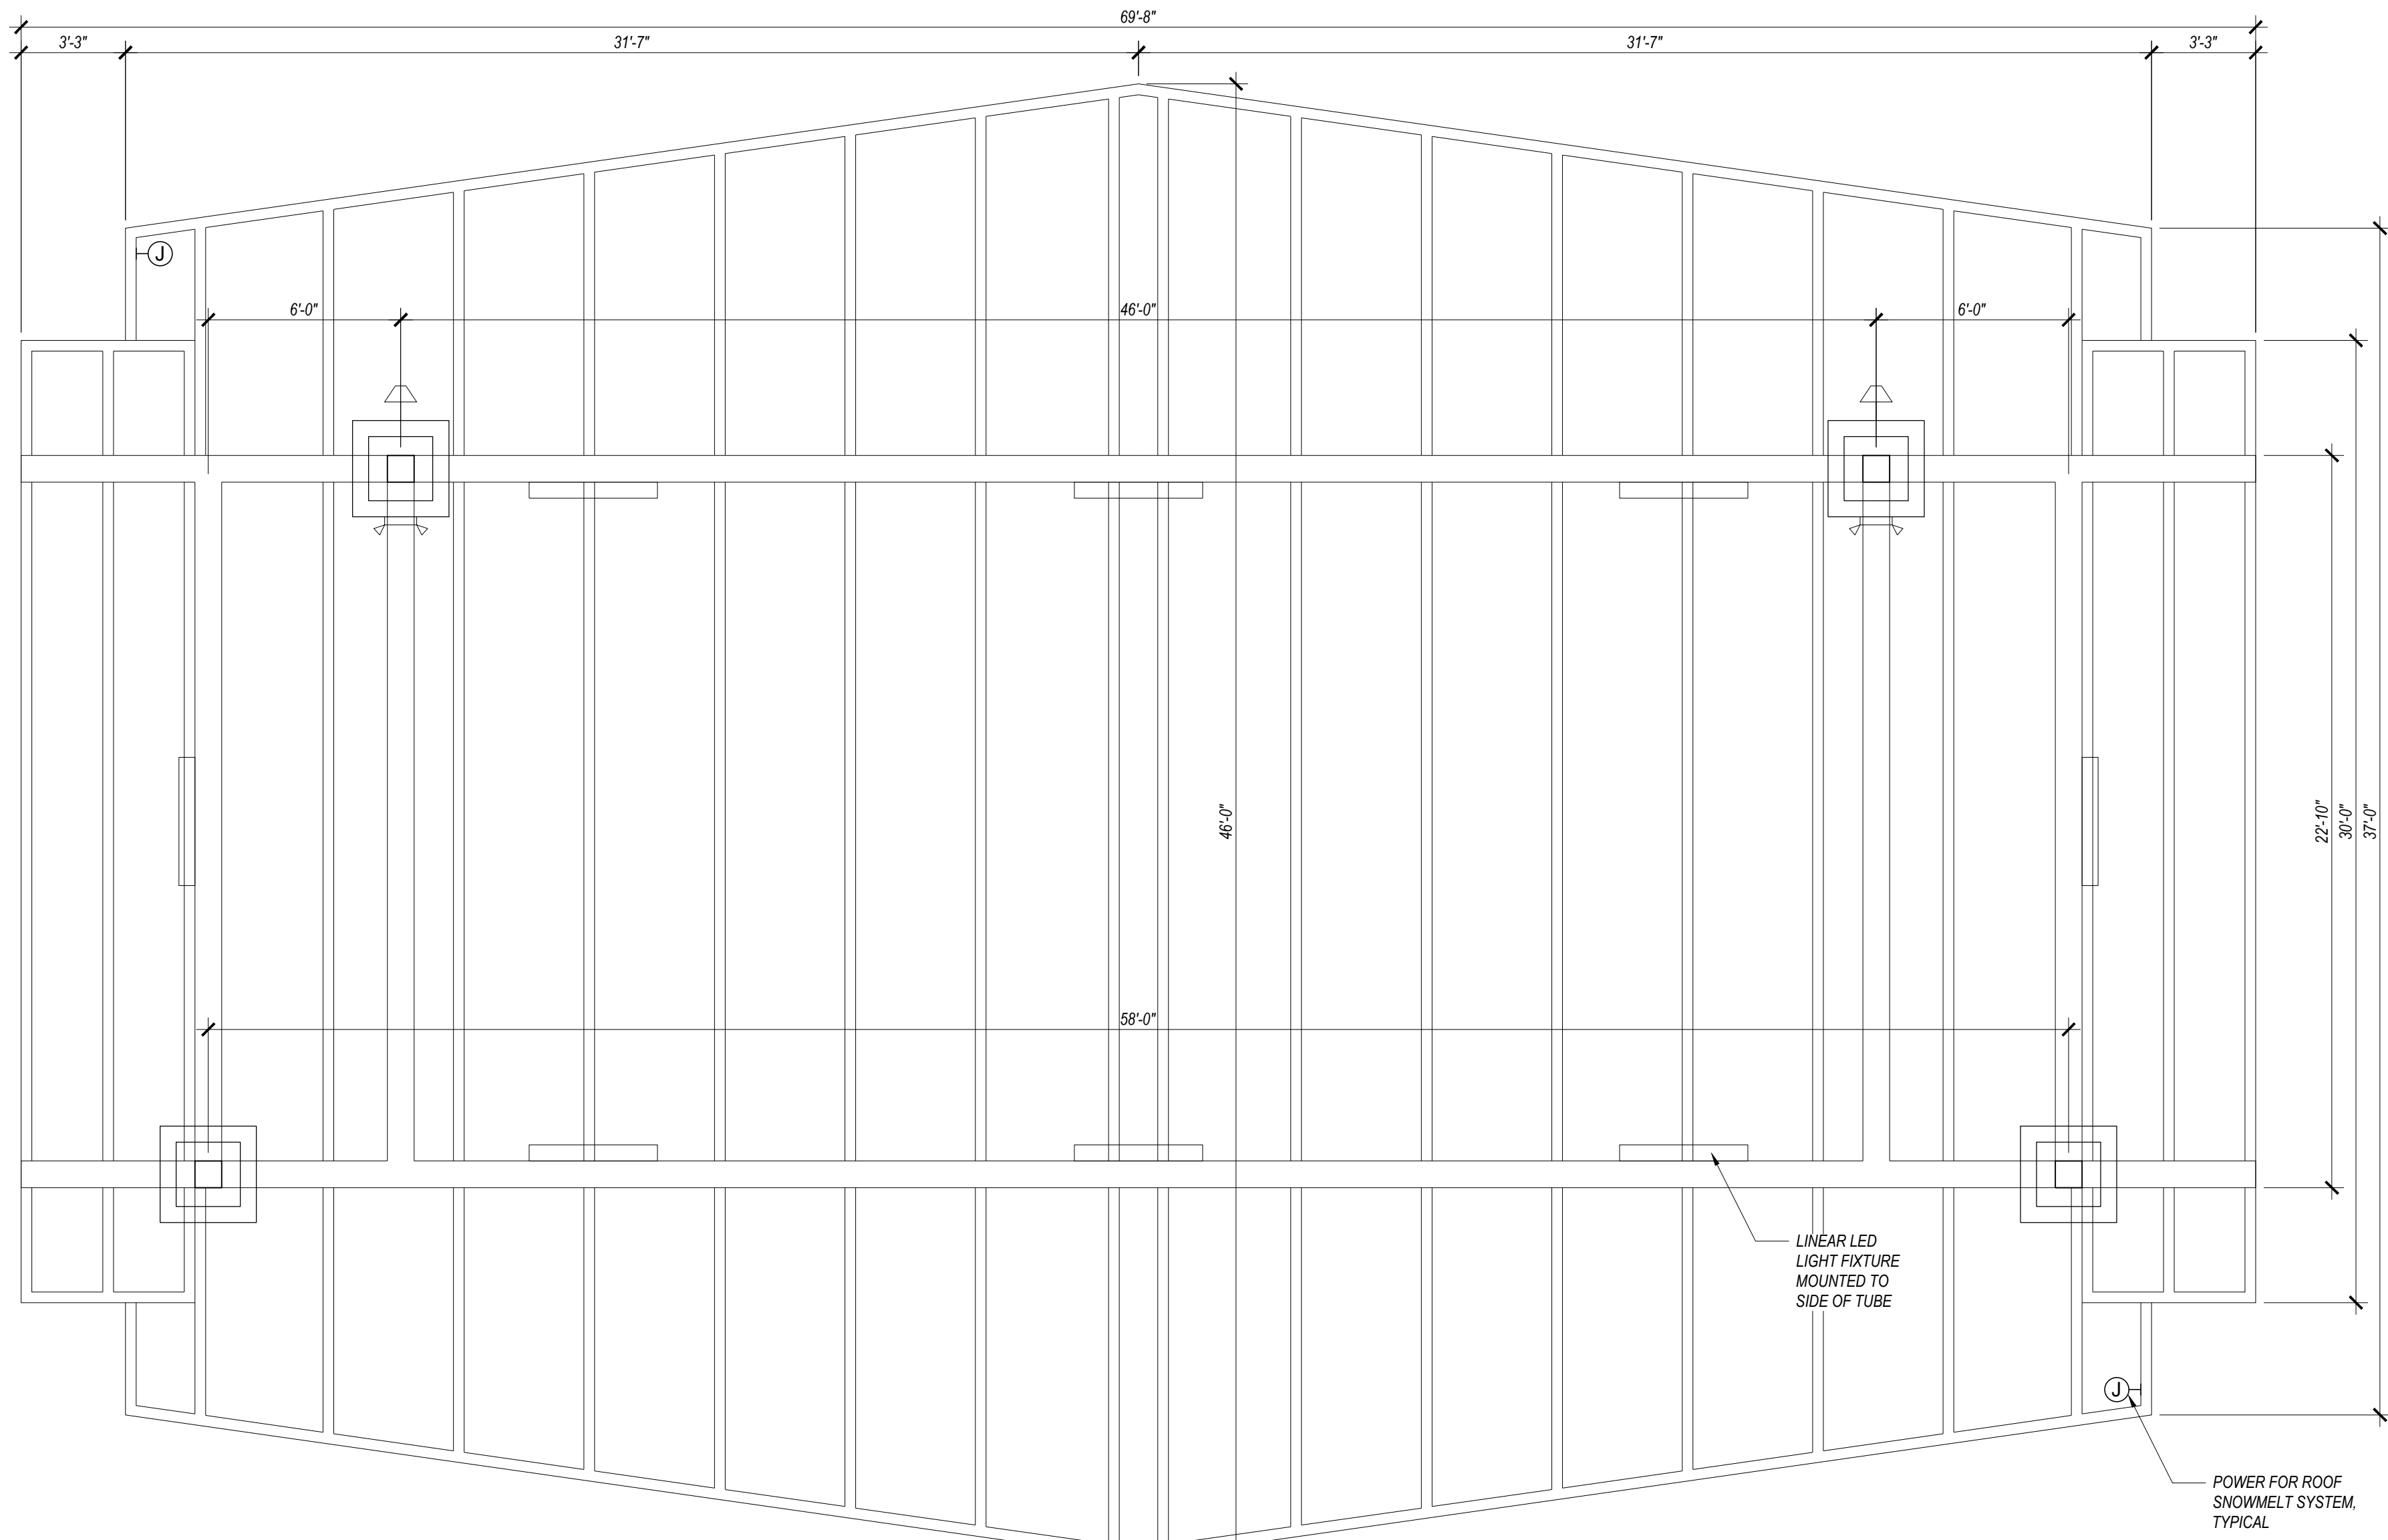 69'-8"
3'-3"
31'-7"
31'-7"
3'-3"
J
6'-0"
46'-0"
6'-0"
46'-0"
22'-10"
30'-0"
37'-0"
58'-0"
LINEAR LED
LIGHT FIXTURE
MOUNTED TO
SIDE OF TUBE
J
POWER FOR ROOF
SNOWMELT SYSTEM,
TYPICAL